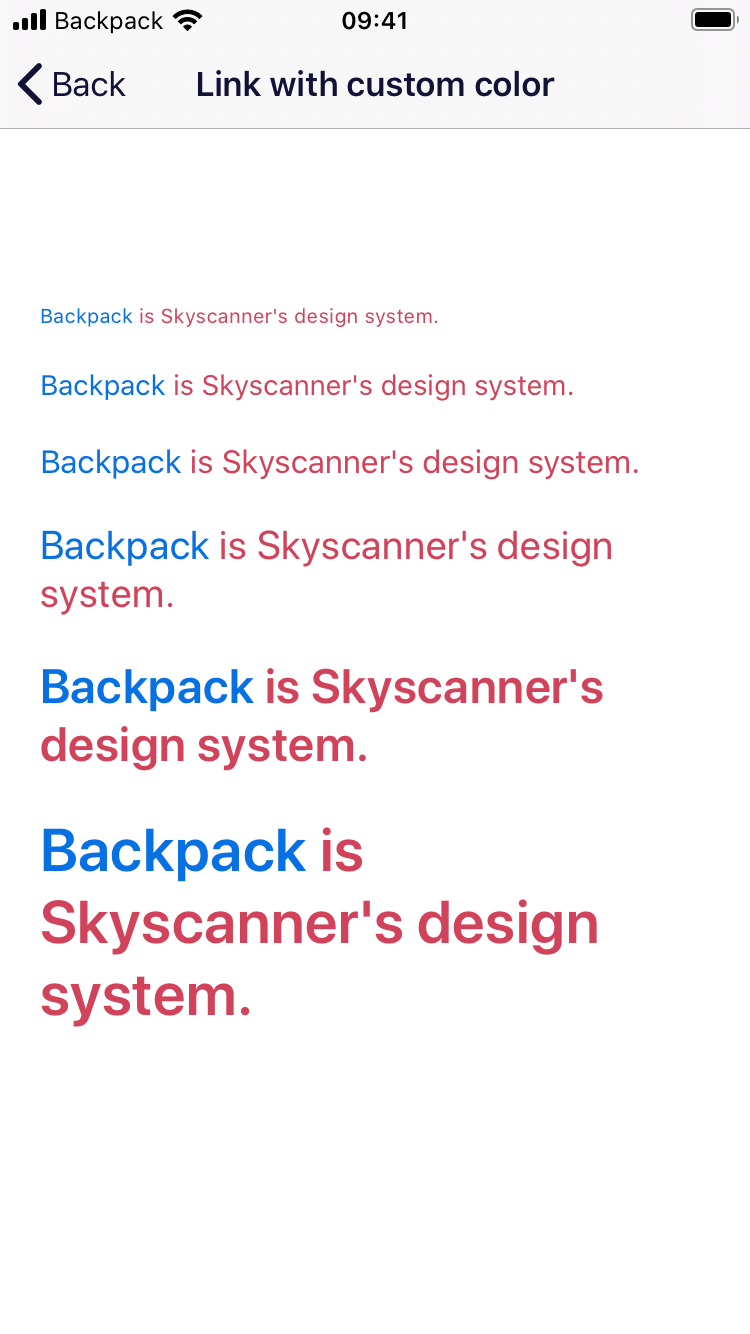 Backpack 09:41
Back Link with custom color
Backpack is Skyscanner's design system.
Backpack is Skyscanner's design system.
Backpack is Skyscanner's design system.
Backpack is Skyscanner's design
system.
Backpack is Skyscanner's
design system.
Backpack is
Skyscanner's design
system.